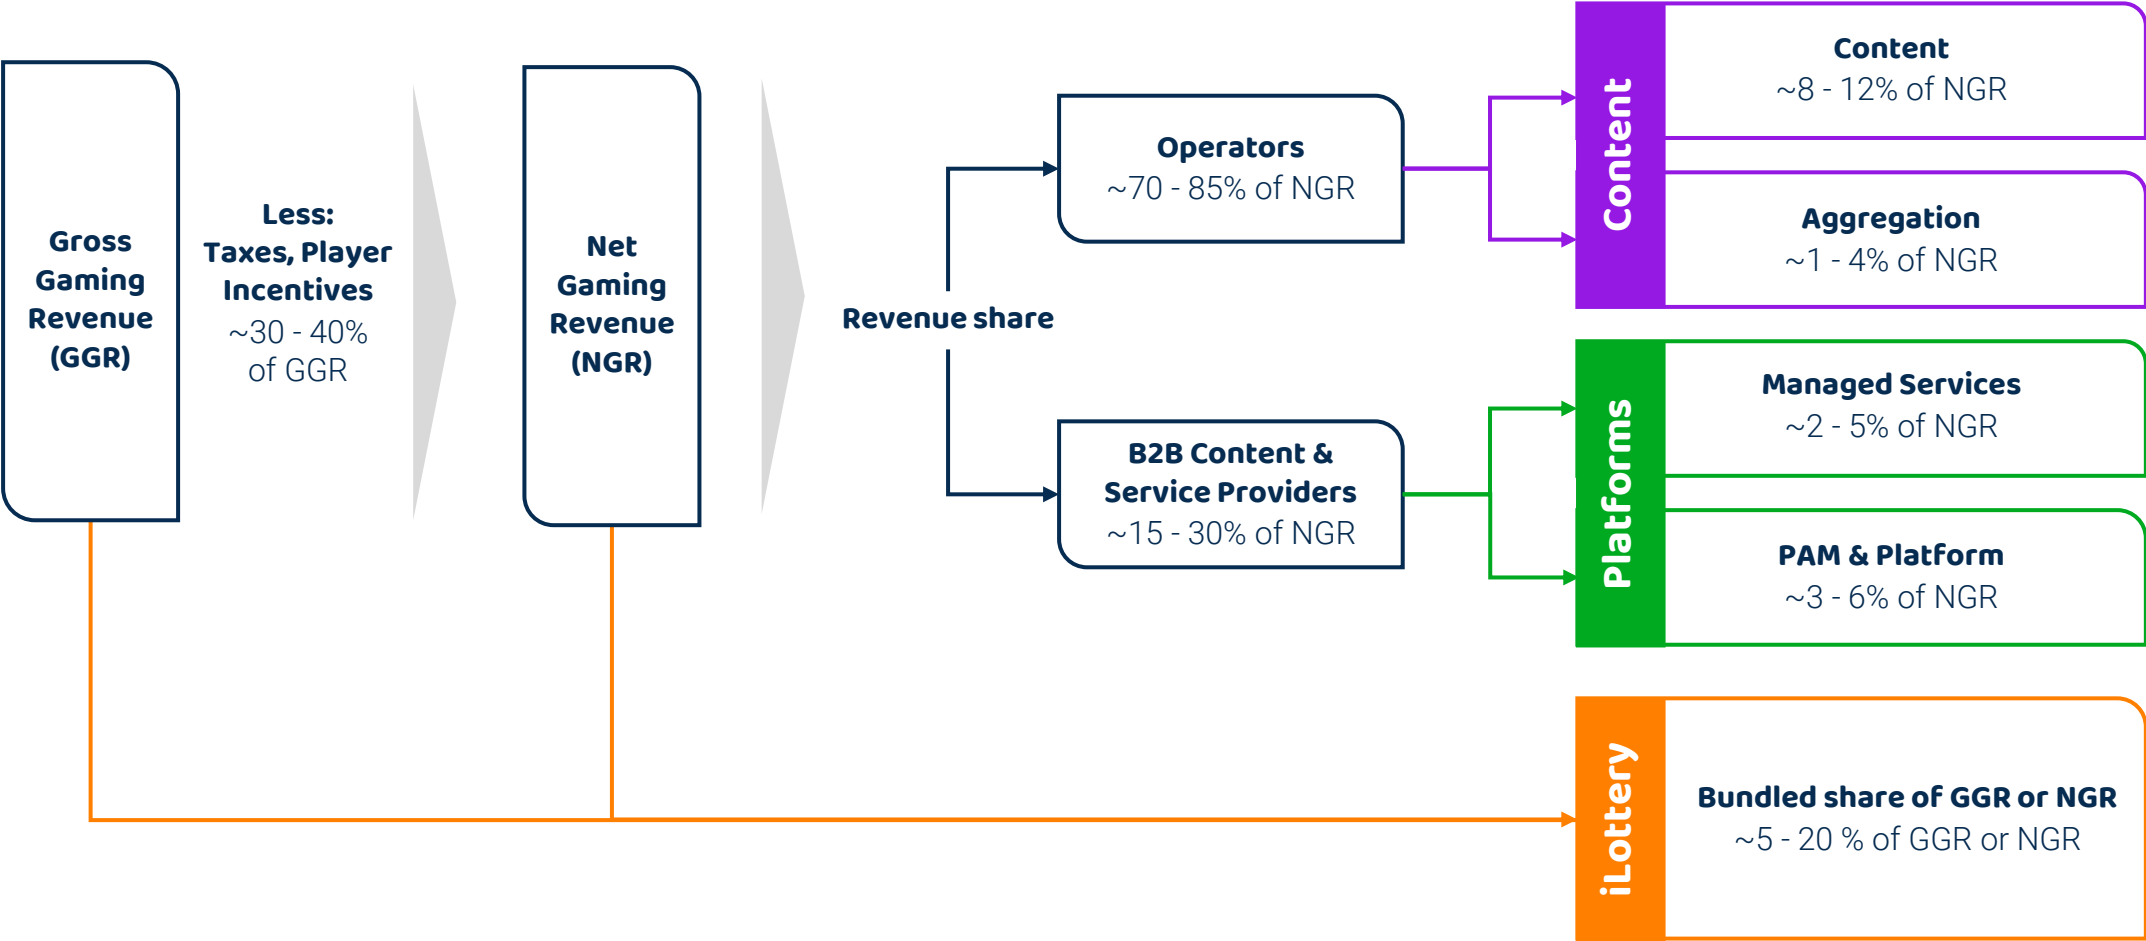 Gross
Gaming
Revenue
(GGR)
Less:
Taxes, Player
Incentives
~30 - 40%
of GGR
Net
Gaming
Revenue
(NGR)
Revenue share
Operators
~70 - 85% of NGR
B2B Content &
Service Providers
~15 - 30% of NGR
Content
Content
~8 - 12% of NGR
Aggregation
~1 - 4% of NGR
Platforms
Managed Services
~2 - 5% of NGR
PAM & Platform
~3 - 6% of NGR
iLottery
Bundled share of GGR or NGR
~5 - 20 % of GGR or NGR